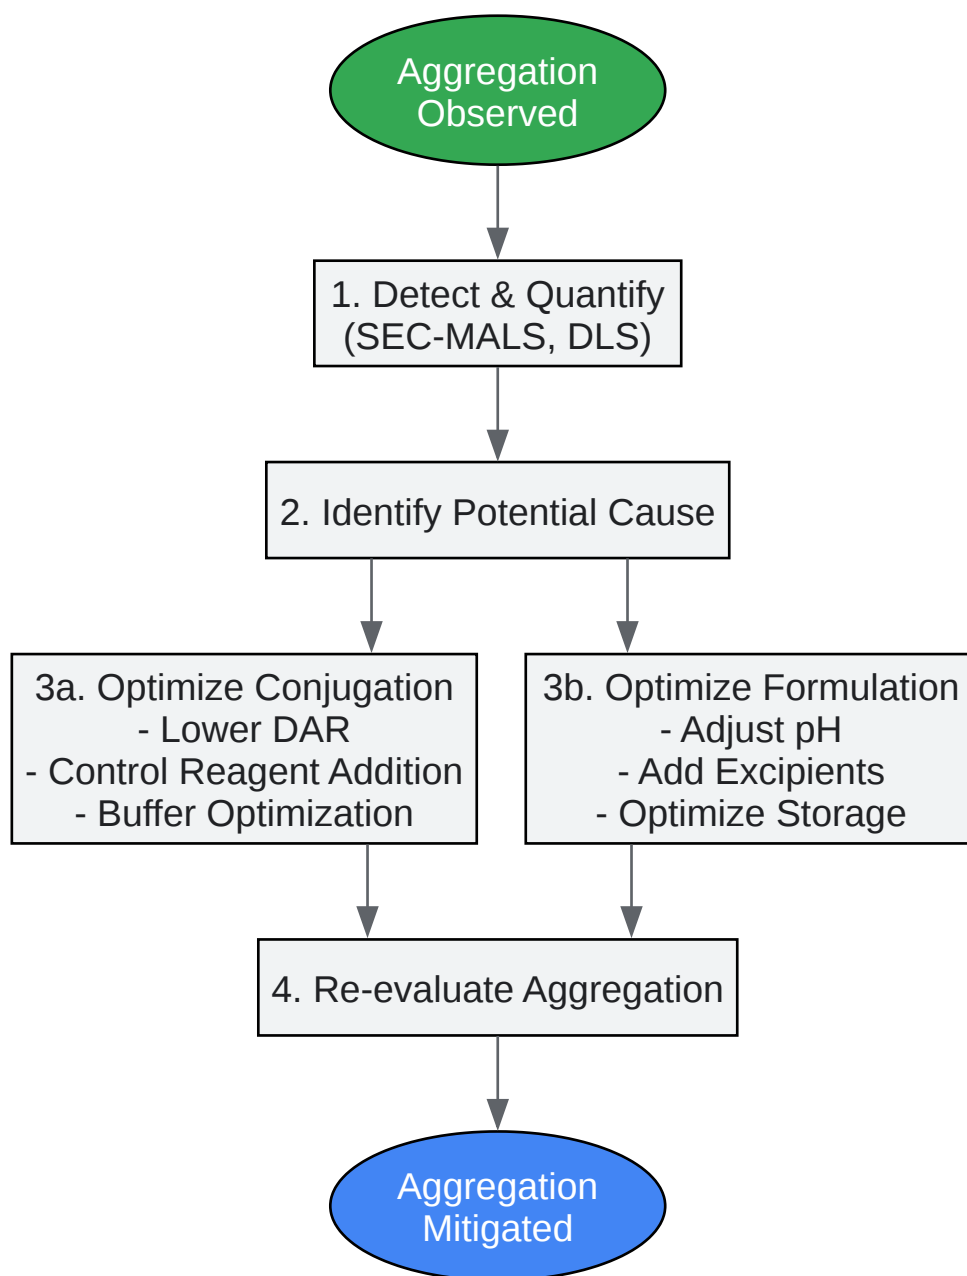 Aggregation
Observed
1. Detect & Quantify
(SEC-MALS, DLS)
2. Identify Potential Cause
3a. Optimize Conjugation
- Lower DAR
- Control Reagent Addition
- Buffer Optimization
3b. Optimize Formulation
- Adjust pH
- Add Excipients
- Optimize Storage
4. Re-evaluate Aggregation
Aggregation
Mitigated